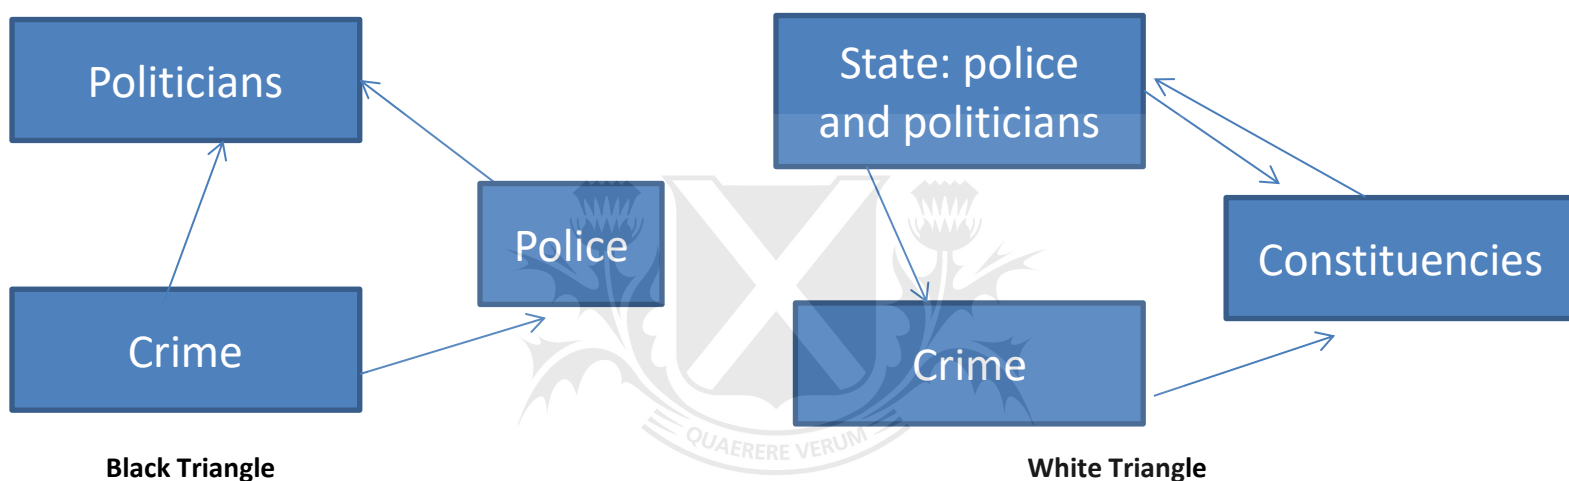 Politicians
Police
Crime
Black Triangle
State: police
and politicians
Constituencies
Crime
White Triangle
QUAERERE VERUM